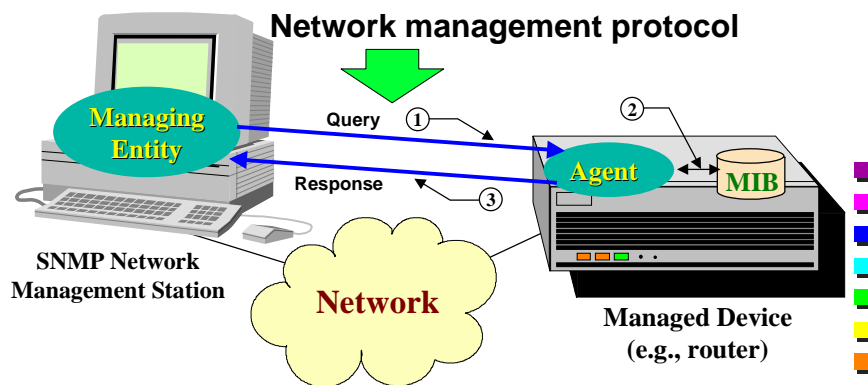 Network management protocol
Managing
Entity
Query
1
2
Agent
MIB
Response
3
SNMP Network
Management Station
Network
Managed Device
(e.g., router)